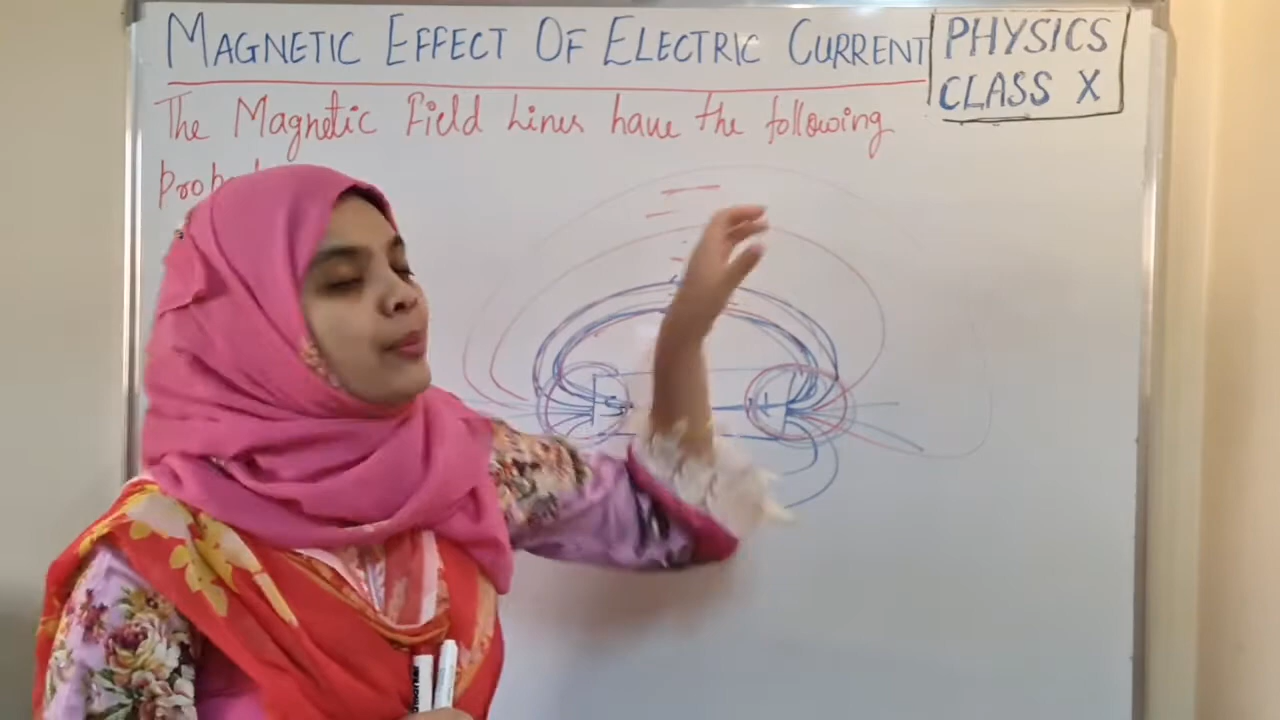 MAGNETIC EFFECT OF ELECTRIC CURRENT
PHYSICS
CLASS X
The Magnetic Field Lines have the following
S